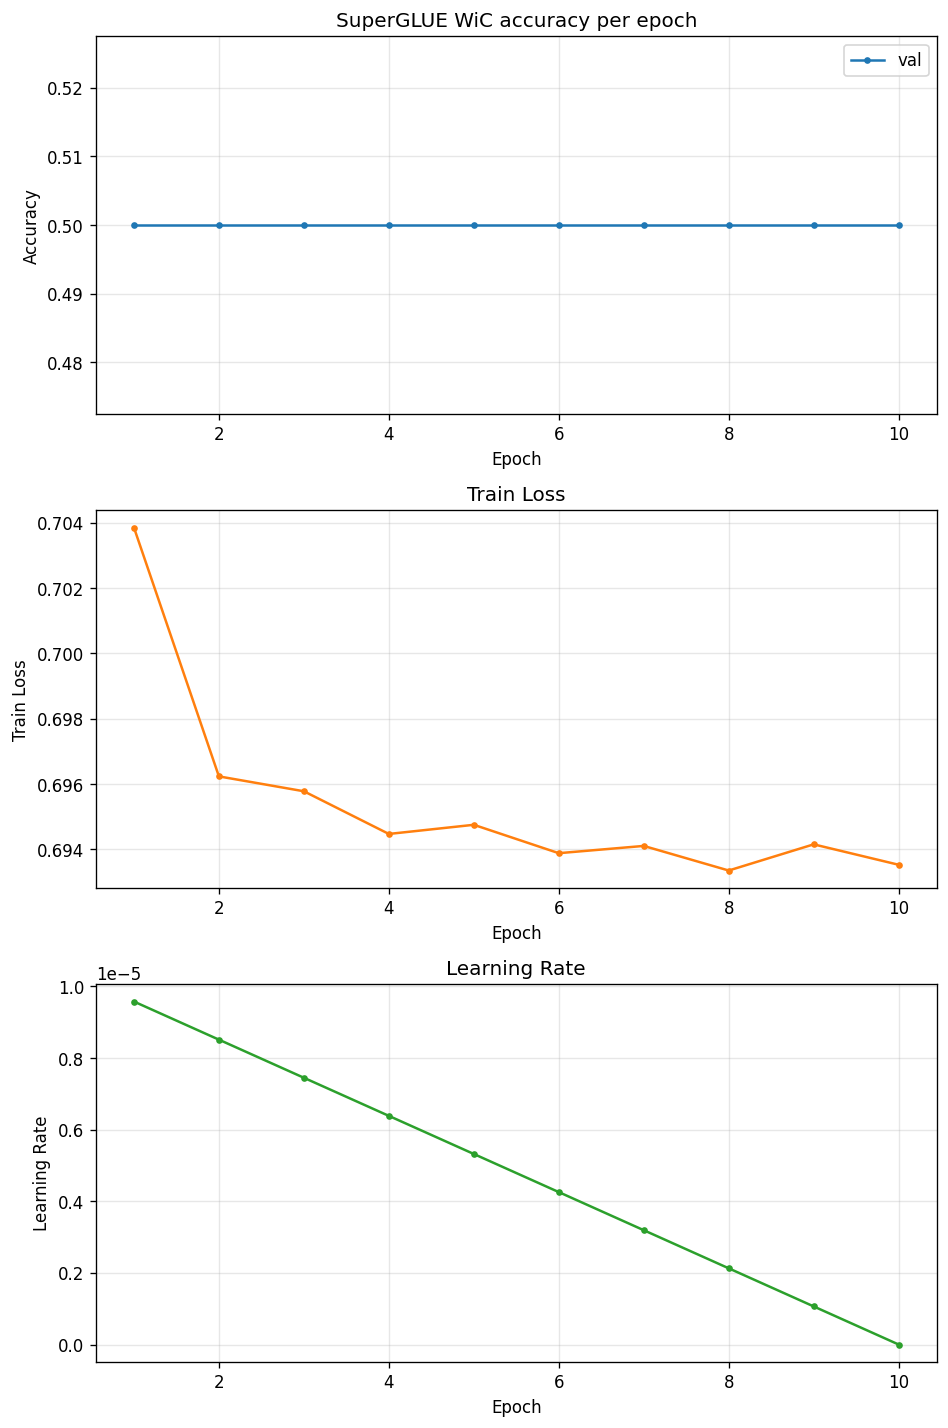 SuperGLUE WiC accuracy per epoch
val
0.52
0.51
0.50
0.49
0.48
Accuracy
2 4 6 8 10
Epoch
Train Loss
0.704
0.702
0.700
0.698
0.696
0.694
Train Loss
2 4 6 8 10
Epoch
Learning Rate
1e−5
1.0
0.8
0.6
0.4
0.2
0.0
Learning Rate
2 4 6 8 10
Epoch